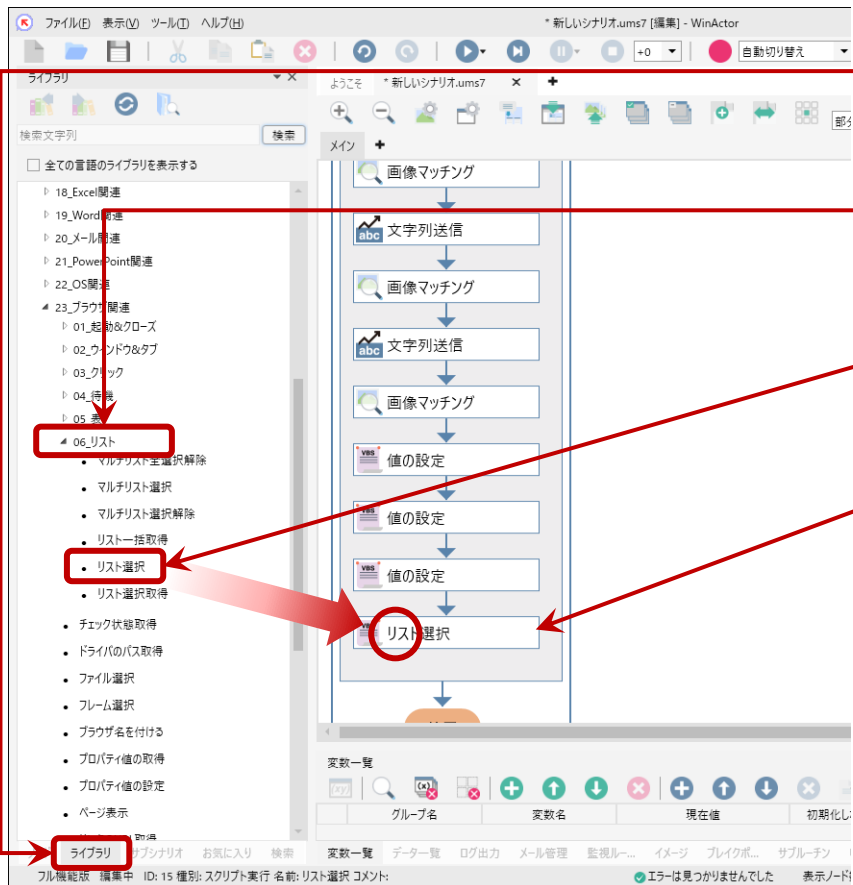 ファイル(F) 表示(V) ツール(T) ヘルプ(H) * 新しいシナリオ.ums7 [編集] - WinActor
+0 自動切り替え
ライブラリ
ようこそ * 新しいシナリオ.ums7
検索文字列 検索
部分
メイン
全ての言語のライブラリを表示する
18_Excel関連
19_Word関連
20_メール関連
21_PowerPoint関連
22_OS関連
23_ブラウザ関連
01_起動&クローズ
02_ウィンドウ&タブ
03_クリック
04_待機
05_表
06_リスト
マルチリスト全選択解除
マルチリスト選択
マルチリスト選択解除
リスト一括取得
リスト選択
リスト選択取得
チェック状態取得
ドライバのパス取得
ファイル選択
フレーム選択
ブラウザ名を付ける
プロパティ値の取得
プロパティ値の設定
ページ表示
画像マッチング
abc 文字列送信
画像マッチング
abc 文字列送信
画像マッチング
VBS 値の設定
VBS 値の設定
VBS 値の設定
リスト選択
変数一覧
グループ名 変数名 現在値 初期化し
ライブラリ サブシナリオ お気に入り 検索
変数一覧 データ一覧 ログ出力 メール管理 監視ルー... イメージ ブレイクポ... サブルーチン
フル機能版 編集中 ID: 15 種別: スクリプト実行 名前: リスト選択 コメント: エラーは見つかりませんでした 表示ノード